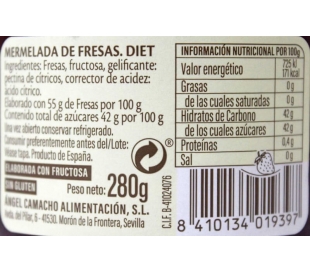 MERMELADA DE FRESAS. DIET
Ingredientes: Fresas, fructosa, gelificante:
pectina de cítricos, corrector de acidez:
ácido cítrico.
Elaborado con 55 g de Fresas por 100 g
Contenido total de azúcares 42 g por 100 g
Una vez abierto conservar refrigerado.
Consumir preferentemente antes del/Lote:
Véase tapa. Producto de España.
ELABORADA CON FRUCTOSA
SIN GLUTEN
Peso neto: 280g
ÁNGEL CAMACHO ALIMENTACIÓN, S.L.
Avda. del Pilar, 6 - 41530. Morón de la Frontera, Sevilla
C.I.F. B-41024076
INFORMACIÓN NUTRICIONAL POR 100g
Valor energético 725 kJ
171 kcal
Grasas 0g
de las cuales saturadas 0g
Hidratos de Carbono 42g
de los cuales azúcares 42g
Proteínas 0,4g
Sal 0g
8 410134 019397